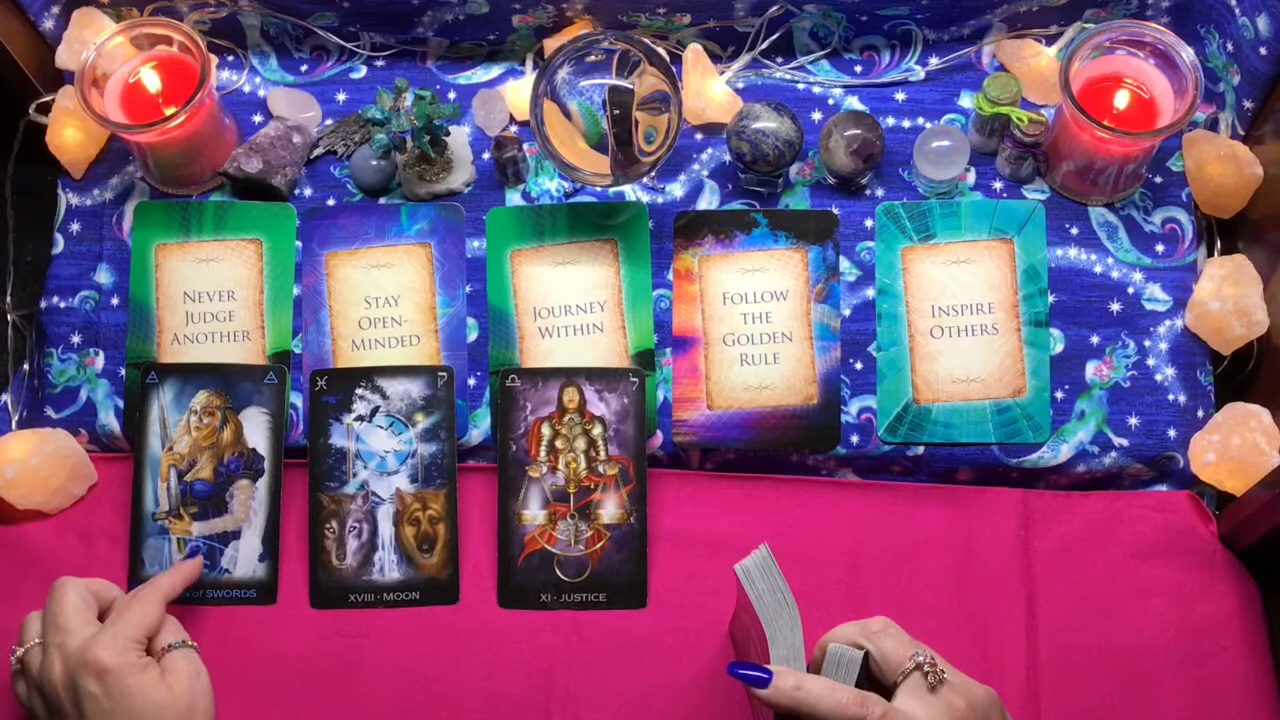 NEVER
JUDGE
ANOTHER
STAY
OPEN-
MINDED
JOURNEY
WITHIN
FOLLOW
THE
GOLDEN
RULE
INSPIRE
OTHERS
of SWORDS
XVIII · MOON
XI · JUSTICE